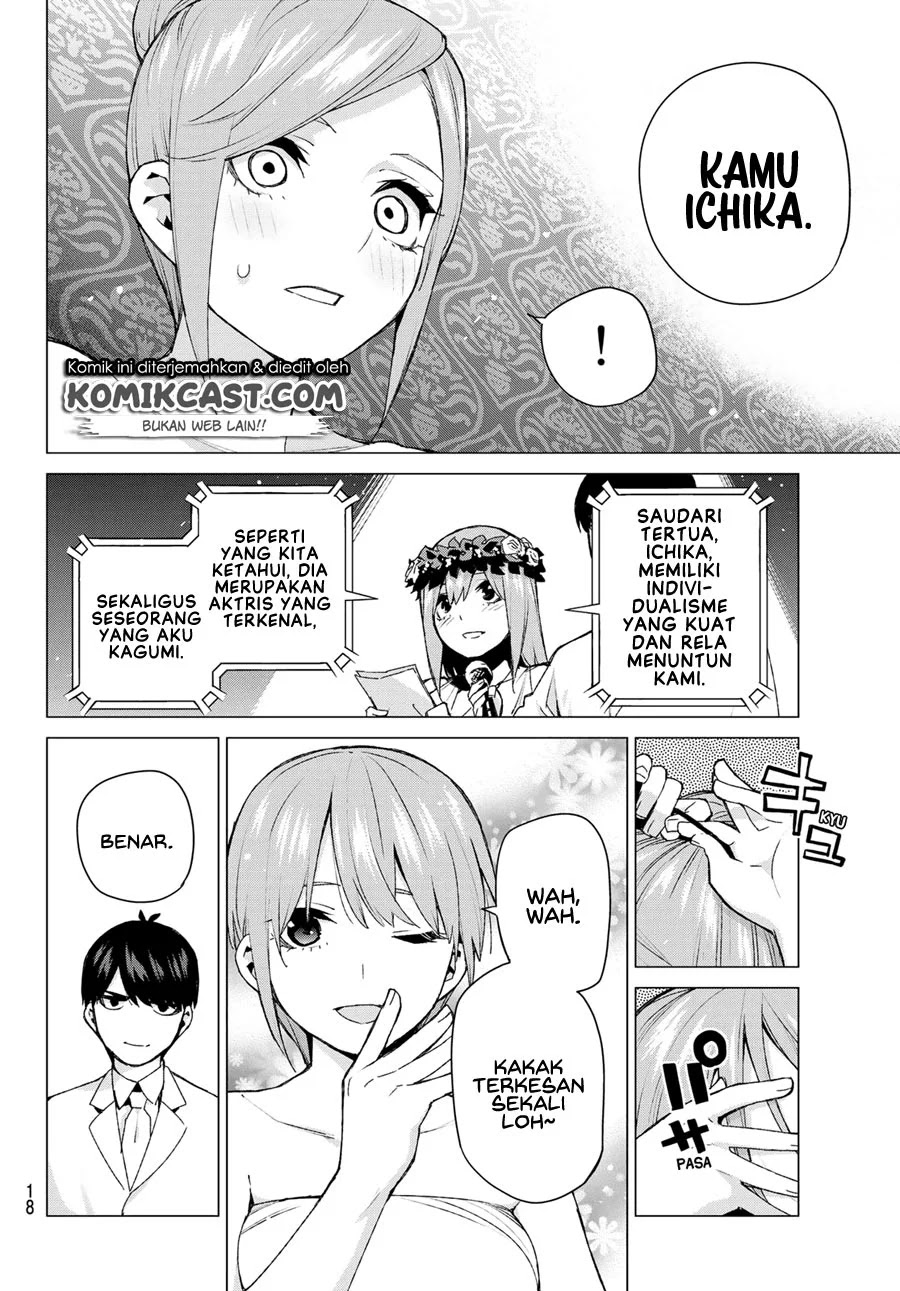 KAMU
ICHIKA.
!
Komik ini diterjemahkan & diedit oleh
KOMIKCAST.COM
BUKAN WEB LAIN!!
SAUDARI
TERTUA,
ICHIKA,
MEMILIKI
INDIVI-
DUALISME
YANG KUAT
DAN RELA
MENUNTUN
KAMI.
SEPERTI
YANG KITA
KETAHUI, DIA
MERUPAKAN
AKTRIS YANG
TERKENAL,
SEKALIGUS
SESEORANG
YANG AKU
KAGUMI.
キュ
KYU
パサ
PASA
WAH,
WAH.
KAKAK
TERKESAN
SEKALI
LOH~
BENAR.
18